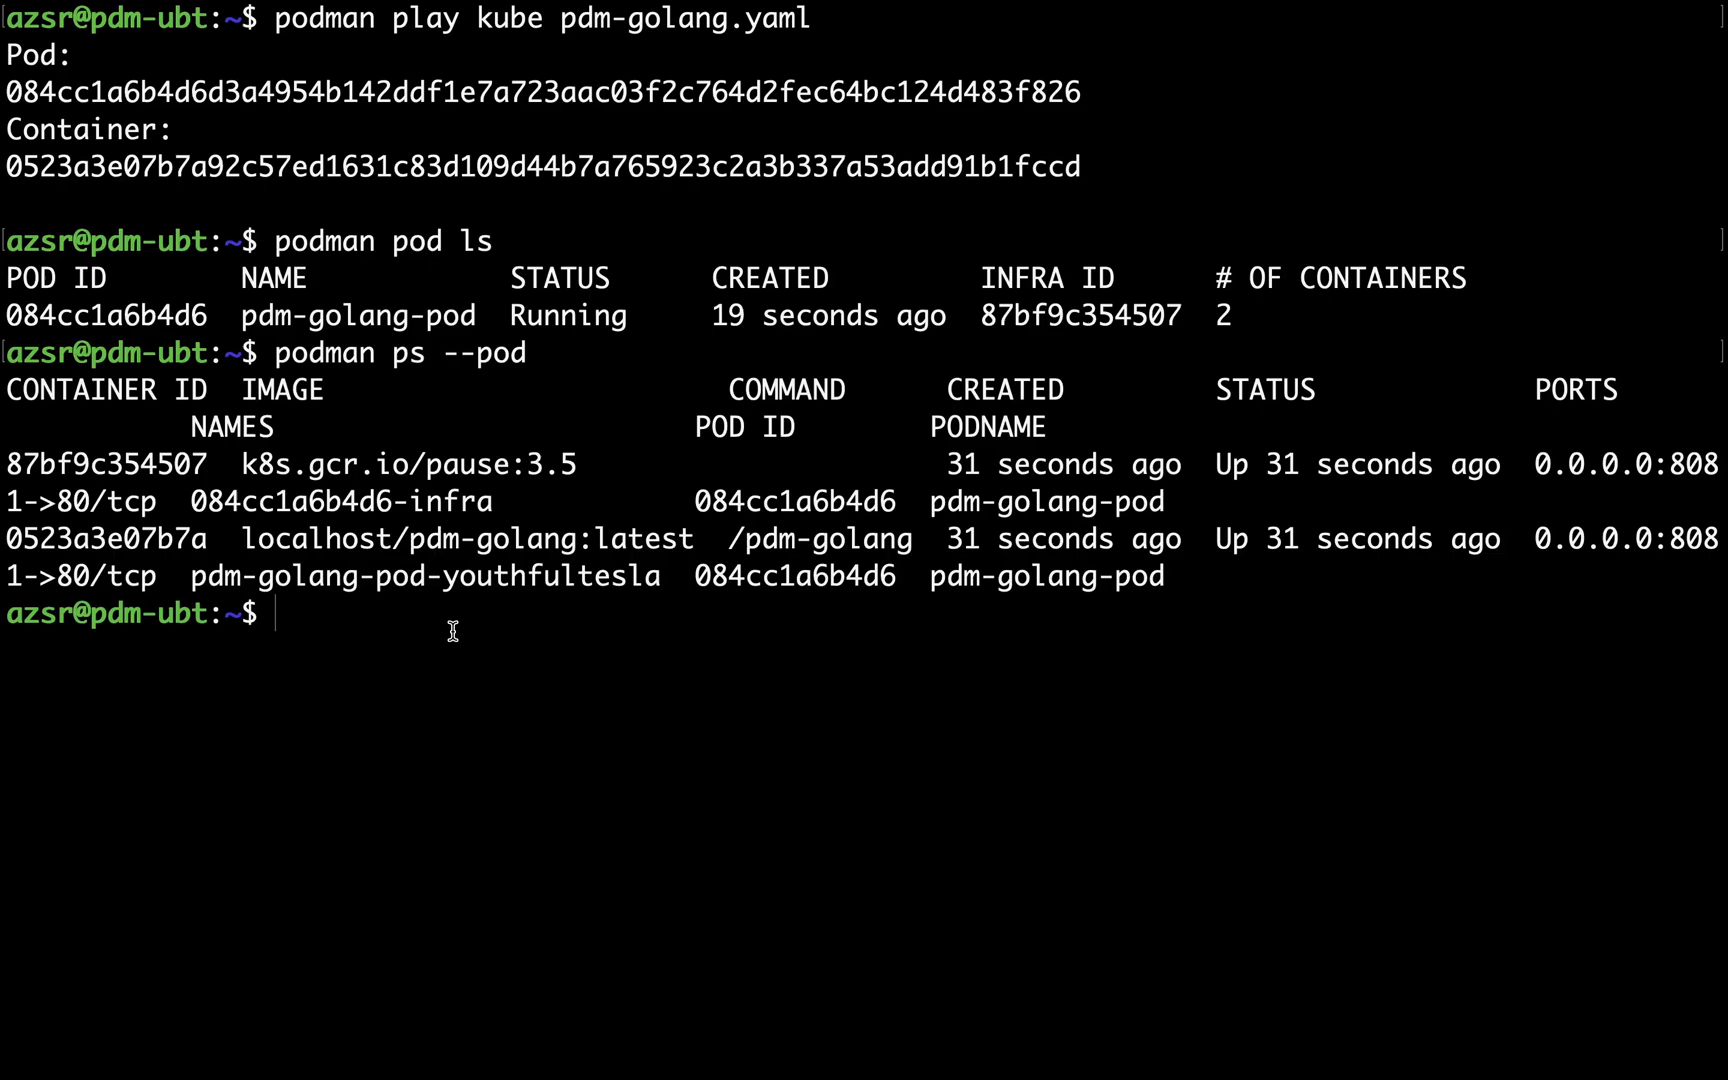 azsr@pdm-ubt:~$ podman play kube pdm-golang.yaml
Pod:
084cc1a6b4d6d3a4954b142ddf1e7a723aac03f2c764d2fec64bc124d483f826
Container:
0523a3e07b7a92c57ed1631c83d109d44b7a765923c2a3b337a53add91b1fccd
azsr@pdm-ubt:~$ podman pod ls
POD ID        NAME            STATUS      CREATED         INFRA ID      # OF CONTAINERS
084cc1a6b4d6  pdm-golang-pod  Running     19 seconds ago  87bf9c354507  2
azsr@pdm-ubt:~$ podman ps --pod
CONTAINER ID  IMAGE                        COMMAND      CREATED         STATUS             PORTS
           NAMES                         POD ID        PODNAME
87bf9c354507  k8s.gcr.io/pause:3.5                      31 seconds ago  Up 31 seconds ago  0.0.0.0:808
1->80/tcp  084cc1a6b4d6-infra            084cc1a6b4d6  pdm-golang-pod
0523a3e07b7a  localhost/pdm-golang:latest  /pdm-golang  31 seconds ago  Up 31 seconds ago  0.0.0.0:808
1->80/tcp  pdm-golang-pod-youthfultesla  084cc1a6b4d6  pdm-golang-pod
azsr@pdm-ubt:~$